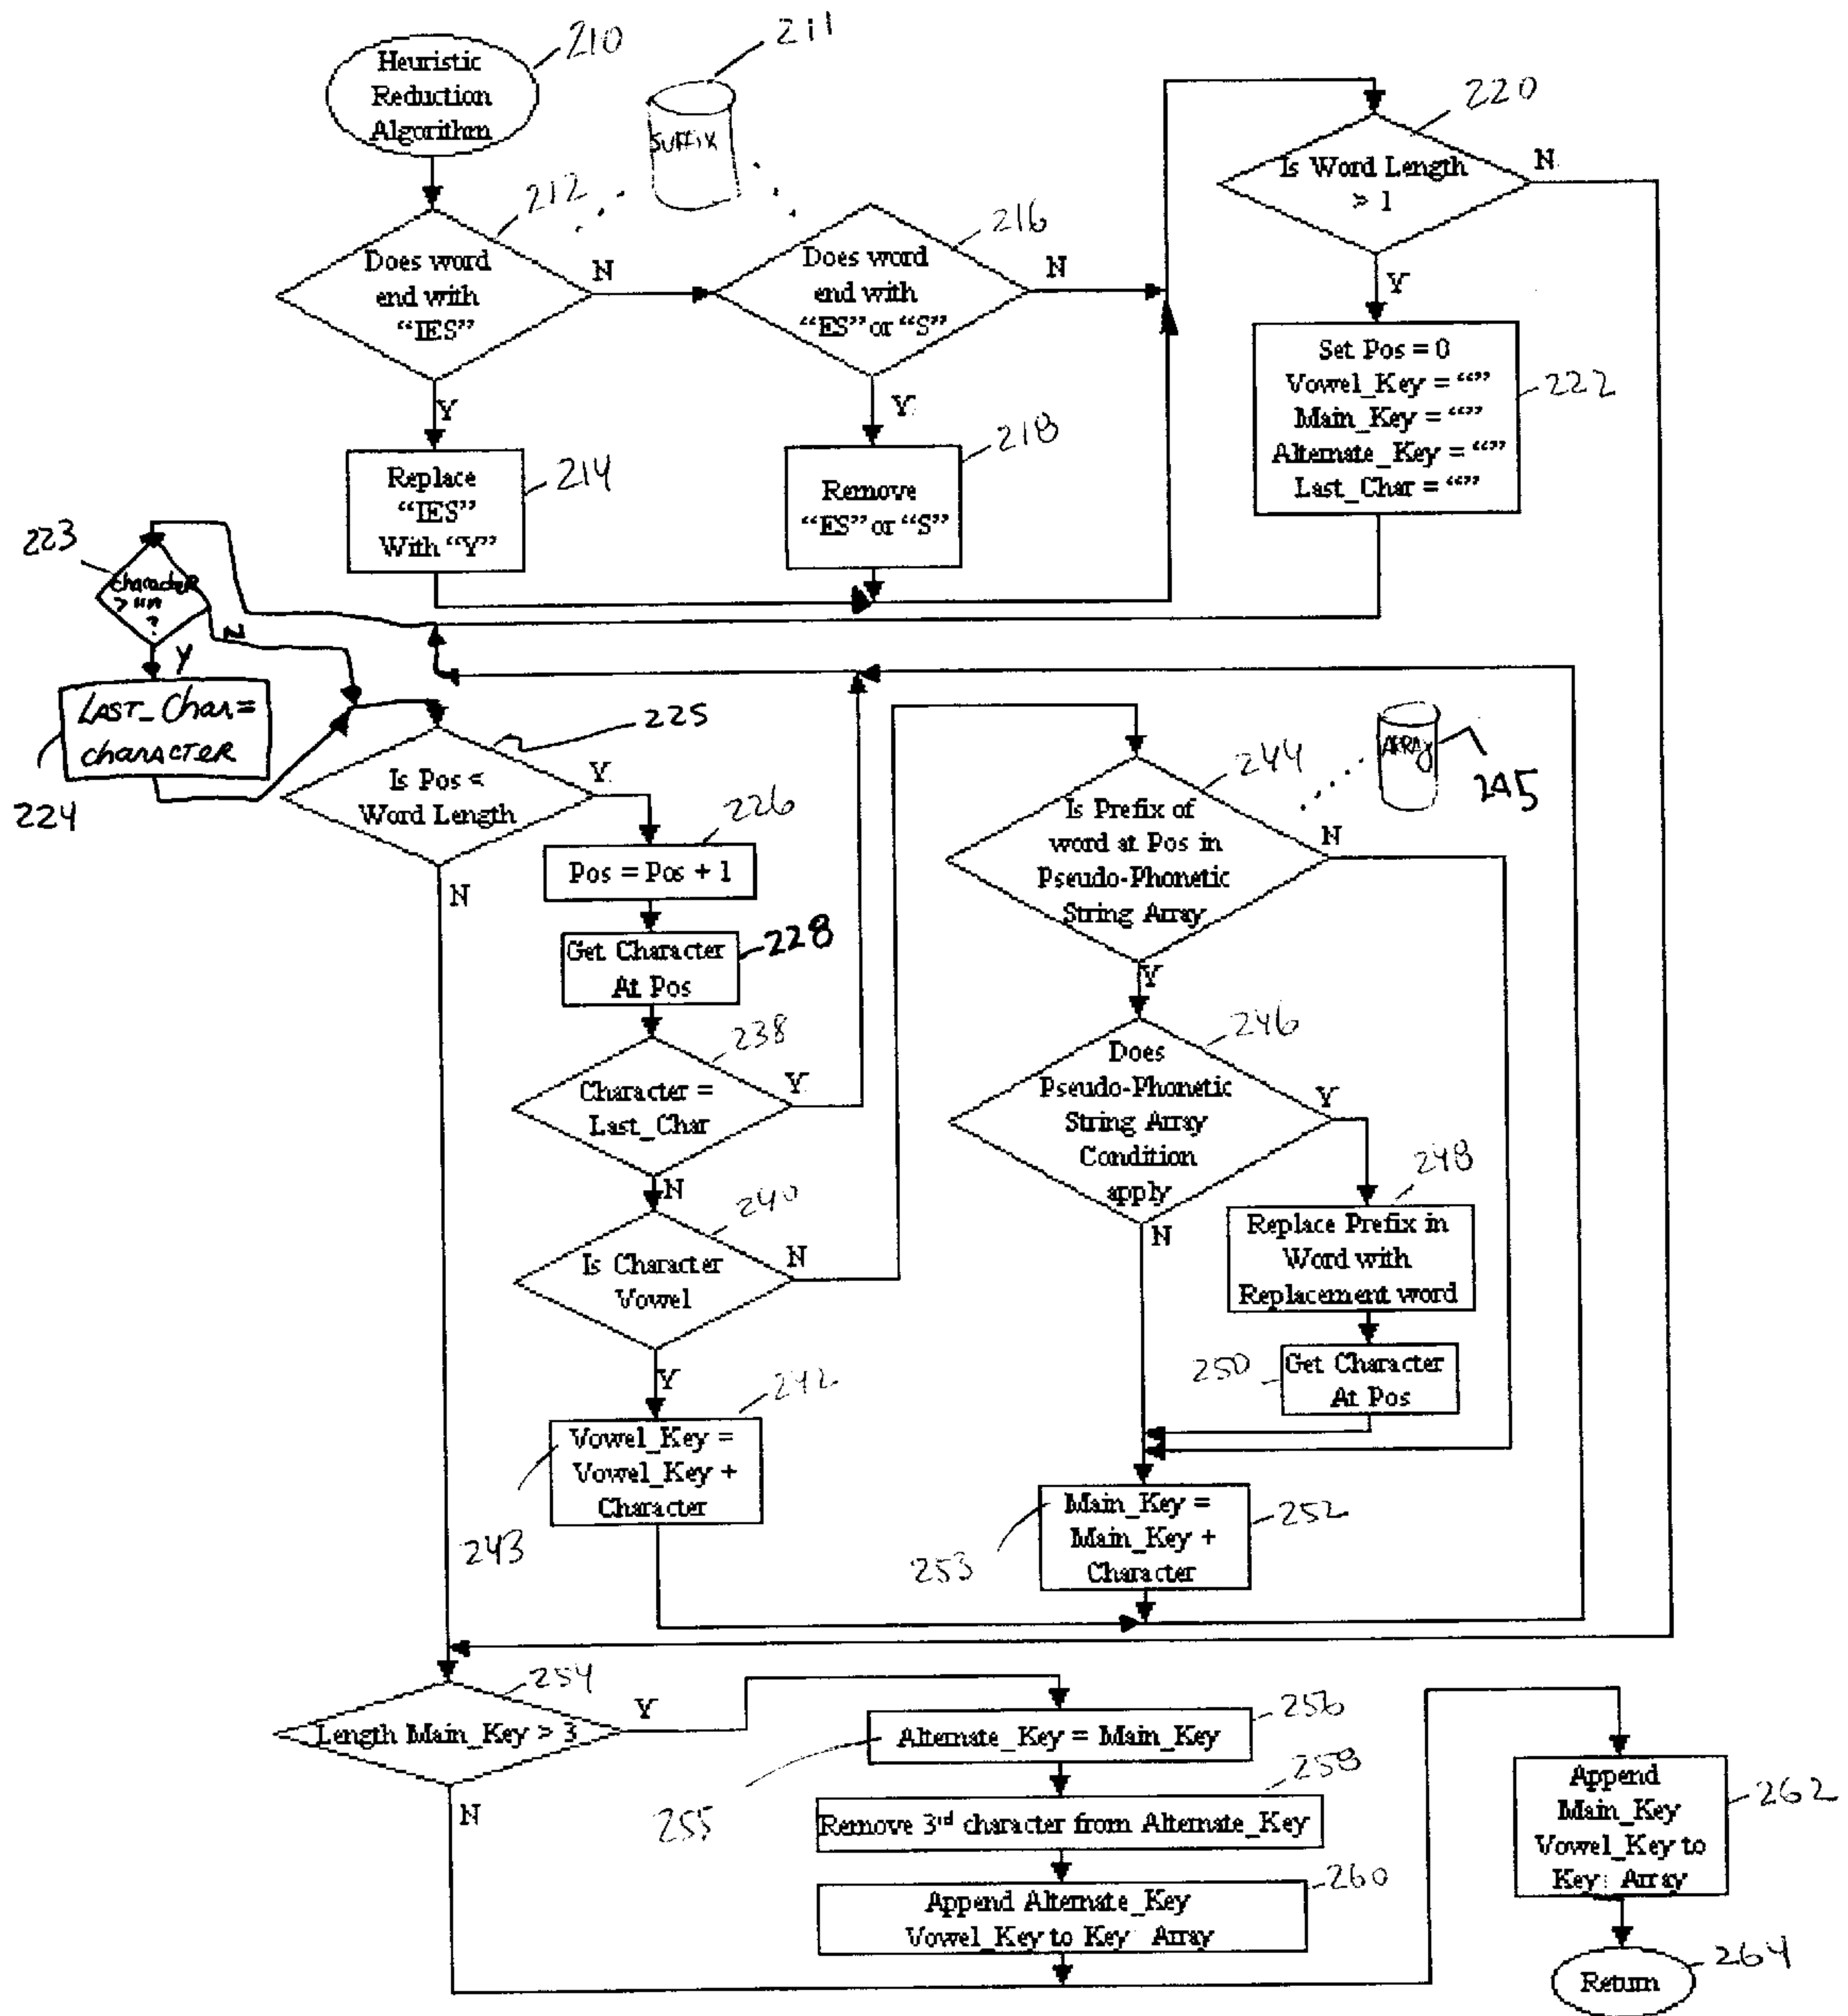 210
Heuristic
Reduction
Algorithm
211
SUFFIX
212
Does word
end with
“IES”
N
Y
216
Does word
end with
“ES” or “S”
N
Y
220
Is Word Length
> 1
N
Y
Set Pos = 0
Vowel_Key = “”
Main_Key = “”
Alternate_Key = “”
Last_Char = “”
222
Replace
“IES”
With “Y”
214
Remove
“ES” or “S”
218
223
character
> “”
?
N
Y
LAST_Char=
character
224
225
Is Pos <
Word Length
Y
N
226
Pos = Pos + 1
Get Character
At Pos
228
238
Character =
Last_Char
Y
N
240
Is Character
Vowel
N
Y
242
Vowel_Key =
Vowel_Key +
Character
243
244
ARRAY
245
Is Prefix of
word at Pos in
Pseudo-Phonetic
String Array
N
Y
246
Does
Pseudo-Phonetic
String Array
Condition
apply
Y
N
248
Replace Prefix in
Word with
Replacement word
250
Get Character
At Pos
Main_Key =
Main_Key +
Character
252
253
254
Length Main_Key > 3
Y
N
256
Alternate_Key = Main_Key
255
258
Remove 3rd character from Alternate_Key
260
Append Alternate_Key
Vowel_Key to Key Array
Append
Main_Key
Vowel_Key to
Key Array
262
Return
264